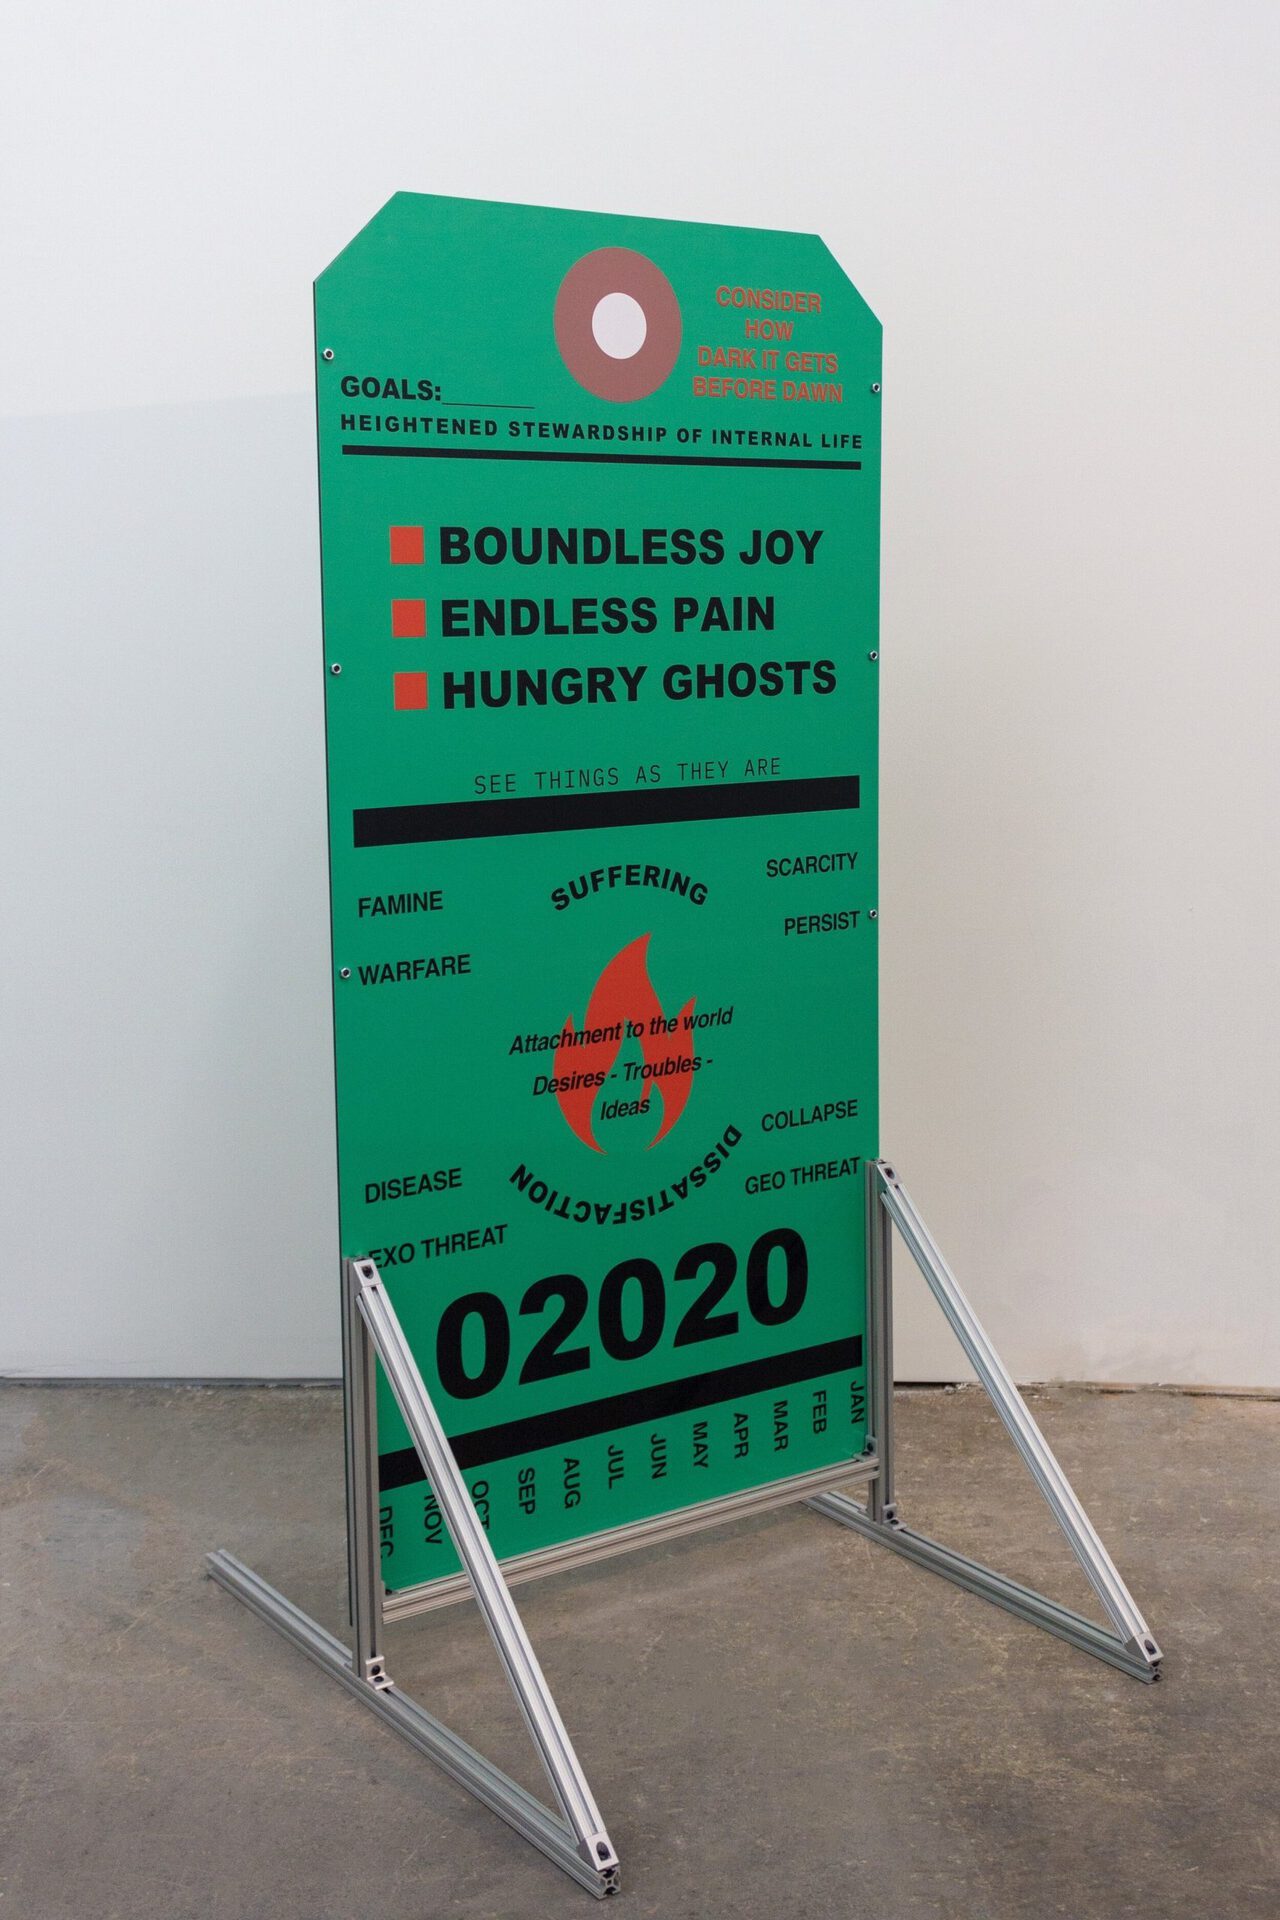 CONSIDER
HOW
DARK IT GETS
BEFORE DAWN
GOALS:______
HEIGHTENED STEWARDSHIP OF INTERNAL LIFE
BOUNDLESS JOY
ENDLESS PAIN
HUNGRY GHOSTS
SEE THINGS AS THEY ARE
SUFFERING
SCARCITY
FAMINE
PERSIST
WARFARE
Attachment to the world
Desires - Troubles -
Ideas
COLLAPSE
DISSATISFACTION
DISEASE
GEO THREAT
EXO THREAT
02020
DEC
NOV
OCT
SEP
AUG
JUL
JUN
MAY
APR
MAR
FEB
JAN